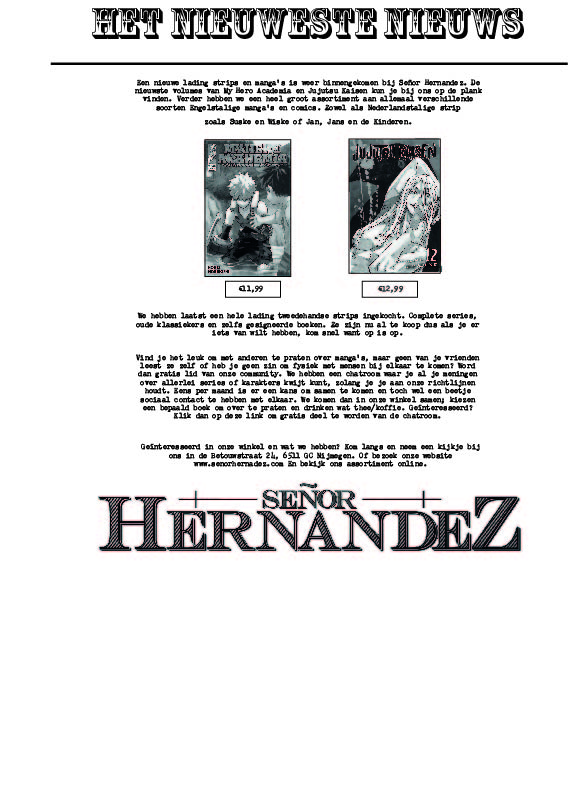 HET NIEUWESTE NIEUWS
Een nieuwe lading strips en manga's is weer binnengekomen bij Señor Hernandez. De
nieuwste volumes van My Hero Academia en Jujutsu Kaisen kun je bij ons op de plank
vinden. Verder hebben we een heel groot assortiment aan allemaal verschillende
soorten Engelstalige manga's en comics. Zowel als Nederlandstalige strip
zoals Suske en Wiske of Jan, Jans en de Kinderen.
JUJUTSU KAISEN
12
€11,99
€12,99
We hebben laatst een hele lading tweedehandse strips ingekocht. Complete series,
oude klassiekers en zelfs gesigneerde boeken. Ze zijn nu al te koop dus als je er
iets van wilt hebben, kom snel want op is op.
Vind je het leuk om met anderen te praten over manga's, maar geen van je vrienden
leest ze zelf of heb je geen zin om fysiek met mensen bij elkaar te komen? Word
dan gratis lid van onze community. We hebben een chatroom waar je al je meningen
over allerlei series of karakters kwijt kunt, zolang je je aan onze richtlijnen
houdt. Eens per maand is er een kans om samen te komen en toch wel een beetje
sociaal contact te hebben met elkaar. We komen dan in onze winkel samen; kiezen
een bepaald boek om over te praten en drinken wat thee/koffie. Geïnteresseerd?
Klik dan op deze link om gratis deel te worden van de chatroom.
Geïnteresseerd in onze winkel en wat we hebben? Kom langs en neem een kijkje bij
ons in de Betouwstraat 24, 6511 GC Nijmegen. Of bezoek onze website
www.senorhernadez.com En bekijk ons assortiment online.
SEÑOR
HERNANDEZ